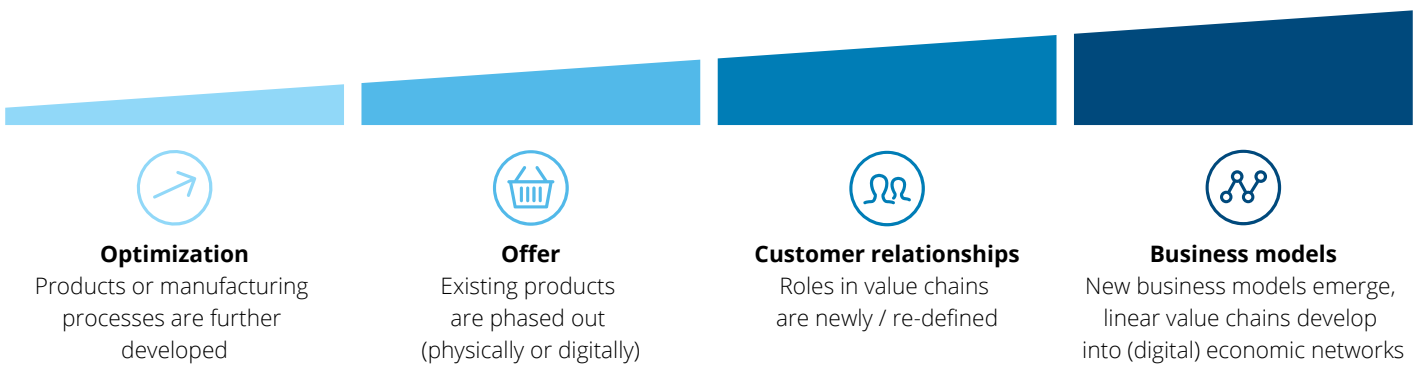 Optimization
Products or manufacturing
processes are further
developed
Offer
Existing products
are phased out
(physically or digitally)
Customer relationships
Roles in value chains
are newly / re-defined
Business models
New business models emerge,
linear value chains develop
into (digital) economic networks